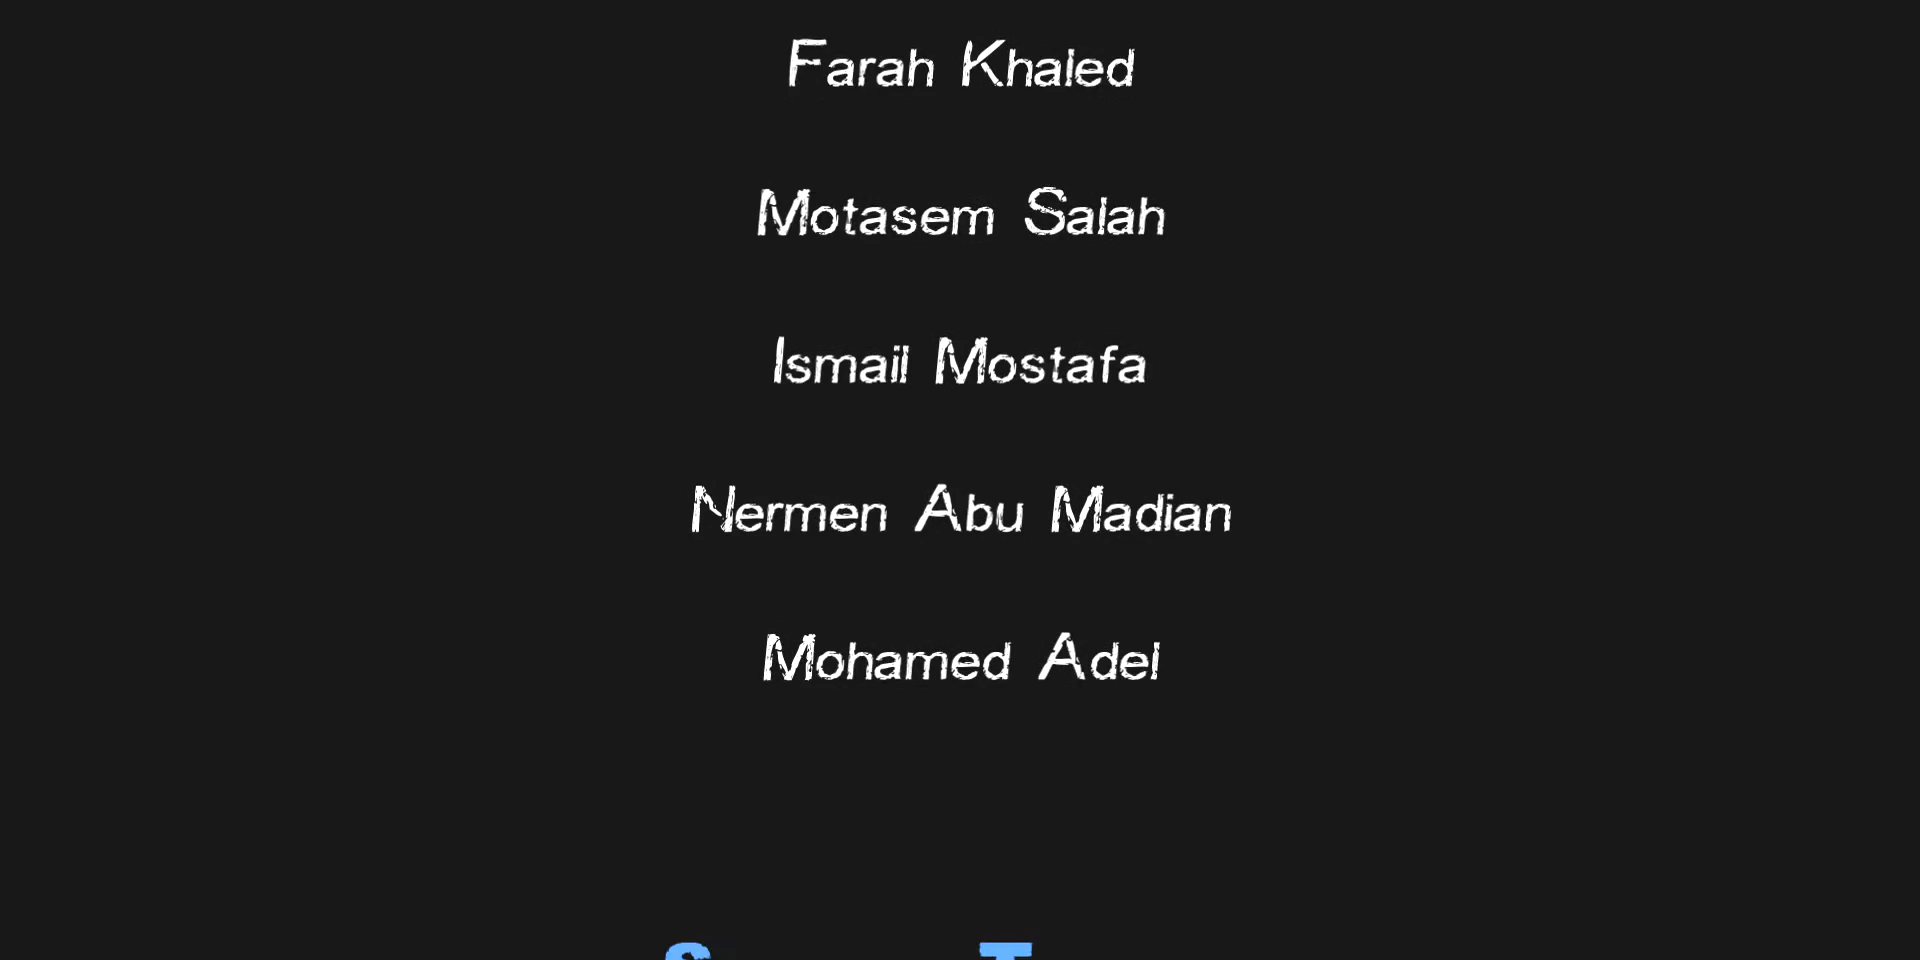 Farah Khaled
Motasem Salah
Ismail Mostafa
Nermen Abu Madian
Mohamed Adel